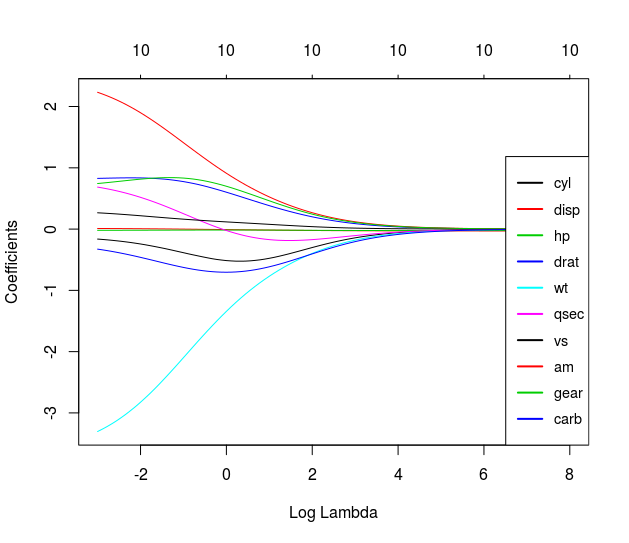 10 10 10 10 10 10
Coefficients
2
1
0
-1
-2
-3
cyl
disp
hp
drat
wt
qsec
vs
am
gear
carb
-2 0 2 4 6 8
Log Lambda